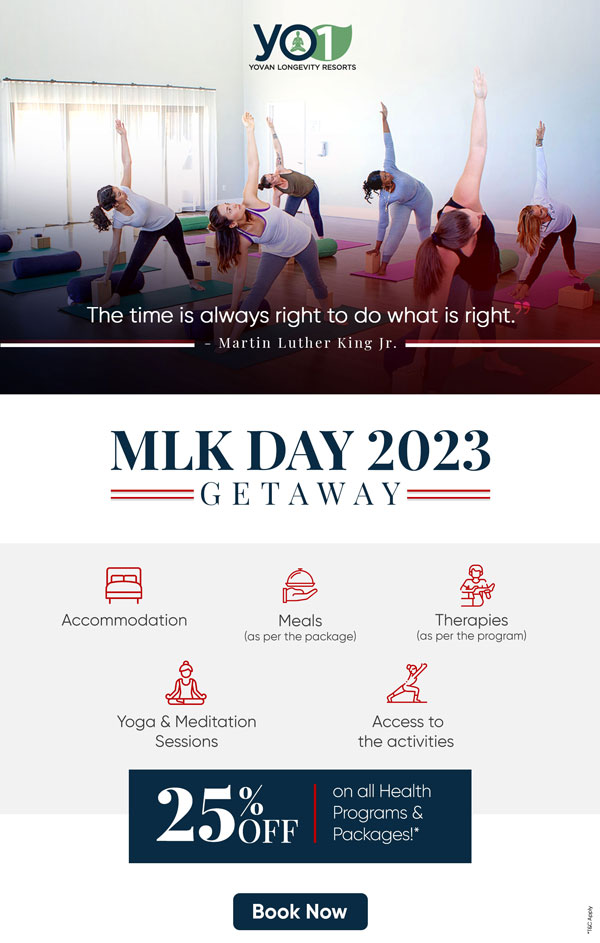 yo1
YOVAN LONGEVITY RESORTS
The time is always right to do what is right.”
– Martin Luther King Jr.
MLK DAY 2023
GETAWAY
Accommodation
Meals
(as per the package)
Therapies
(as per the program)
Yoga & Meditation
Sessions
Access to
the activities
25% OFF
on all Health
Programs &
Packages!*
Book Now
*T&C Apply